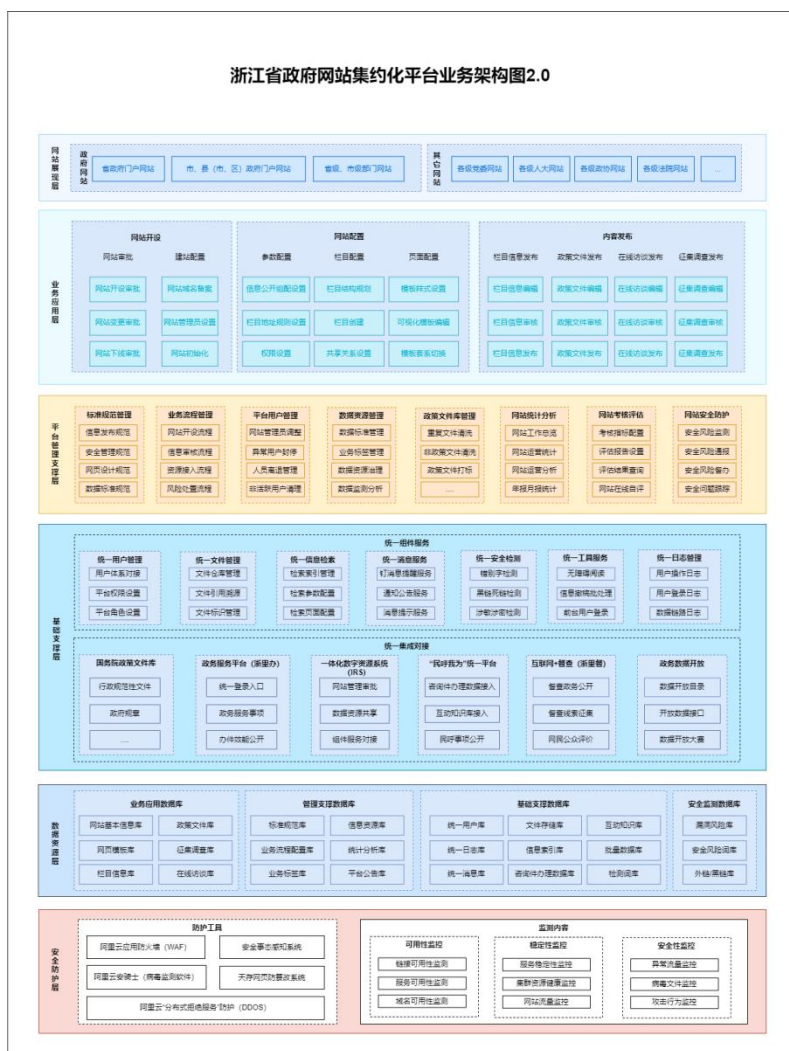 浙江省政府网站集约化平台业务架构图2.0
网站展现层
政府网站
省政府门户网站 市、县（市、区）政府门户网站 省级、市级部门网站
其它网站
各级党委网站 各级人大网站 各级政协网站 各级法院网站 ...
业务应用层
网站开设 网站配置 内容发布
网站审批 建站配置 参数配置 栏目配置 页面配置 栏目信息发布 政策文件发布 在线访谈发布 征集调查发布
网站开设审批 网站域名备案 信息公开组配设置 栏目结构规划 模板样式设置 栏目信息编辑 政策文件编辑 在线访谈编辑 征集调查编辑
网站变更审批 网站管理员设置 栏目地址规则设置 栏目创建 可视化模板编辑 栏目信息审核 政策文件审核 在线访谈审核 征集调查审核
网站下线审批 网站初始化 权限设置 共享关系设置 模板套系切换 栏目信息发布 政策文件发布 在线访谈发布 征集调查发布
平台管理支撑层
标准规范管理 业务流程管理 平台用户管理 数据资源管理 政策文件库管理 网站统计分析 网站考核评估 网站安全防护
信息发布规范 网站开设流程 网站管理员调整 数据标准管理 重复文件清洗 网站工作总览 考核指标配置 安全风险监测
安全管理规范 信息审核流程 异常用户封停 业务标签管理 非政策文件清洗 网站运营统计 评估报告设置 安全风险通报
网页设计规范 资源接入流程 人员离退管理 数据资源治理 政策文件打标 网站运营分析 评估结果查询 安全风险督办
数据标准规范 风险处置流程 非活跃用户清理 数据监测分析 .... 年报月报统计 网站在线自评 安全问题跟踪
基础支撑层
统一组件服务
统一用户管理 统一文件管理 统一信息检索 统一消息服务 统一安全检测 统一工具服务 统一日志管理
用户体系对接 文件仓库管理 检索索引管理 钉消息提醒服务 错别字检测 无障碍阅读 用户操作日志
平台权限设置 文件引用溯源 检索参数配置 通知公告服务 黑链死链检测 信息撤稿批处理 用户登录日志
平台角色设置 文件标识管理 检索页面配置 消息提示服务 涉敏涉密检测 前台用户登录 数据链路日志
统一集成对接
国务院政策文件库 政务服务平台（浙里办） 一体化数字资源系统(IRS) “民呼我为”统一平台 互联网+督查（浙里督） 政务数据开放
行政规范性文件 统一登录入口 网站管理审批 咨询件办理数据接入 督查政务公开 数据开放目录
政府规章 政务服务事项 数据资源共享 互动知识库接入 督查线索征集 开放数据接口
.... 办件效能公开 组件服务对接 民呼事项公开 网民公众评价 数据开放大赛
数据资源层
业务应用数据库 管理支撑数据库 基础支撑数据库 安全监测数据库
网站基本信息库 政策文件库 标准规范库 信息资源库 统一用户库 文件存储库 互动知识库 漏洞风险库
网页模板库 征集调查库 业务流程配置库 统计分析库 统一日志库 信息索引库 批量数据库 安全风险词库
栏目信息库 在线访谈库 业务标签库 平台公告库 统一消息库 咨询件办理数据库 检测词库 外链/黑链库
安全防护层
防护工具 监测内容
阿里云应用防火墙（WAF） 安全事态感知系统
阿里云安骑士（病毒监测软件） 天存网页防篡改系统
阿里云“分布式拒绝服务”防护（DDOS）
可用性监控 稳定性监控 安全性监控
链接可用性监测 服务稳定性监控 异常流量监控
服务可用性监测 集群资源健康监控 病毒文件监控
域名可用性监测 网站流量监控 攻击行为监控